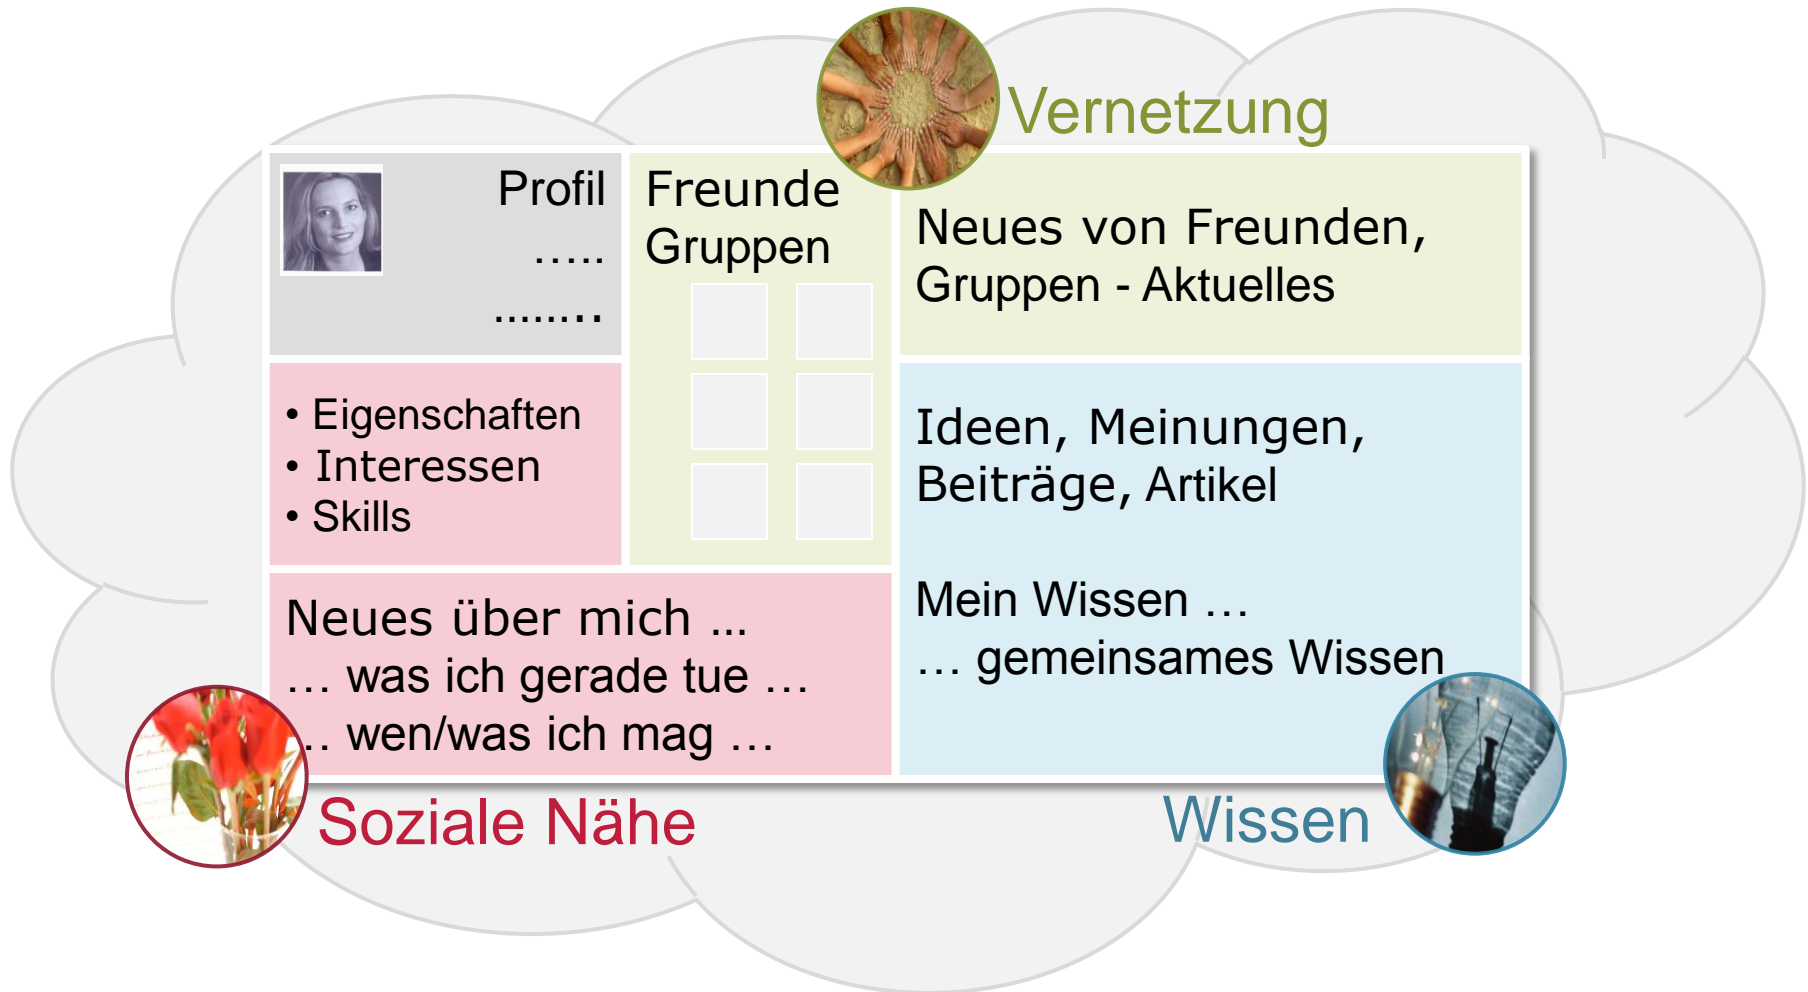 Vernetzung
Profil
…..
........
Freunde
Gruppen
Neues von Freunden,
Gruppen - Aktuelles
• Eigenschaften
• Interessen
• Skills
Ideen, Meinungen,
Beiträge, Artikel
Mein Wissen …
… gemeinsames Wissen
Neues über mich ...
… was ich gerade tue …
… wen/was ich mag …
Soziale Nähe
Wissen